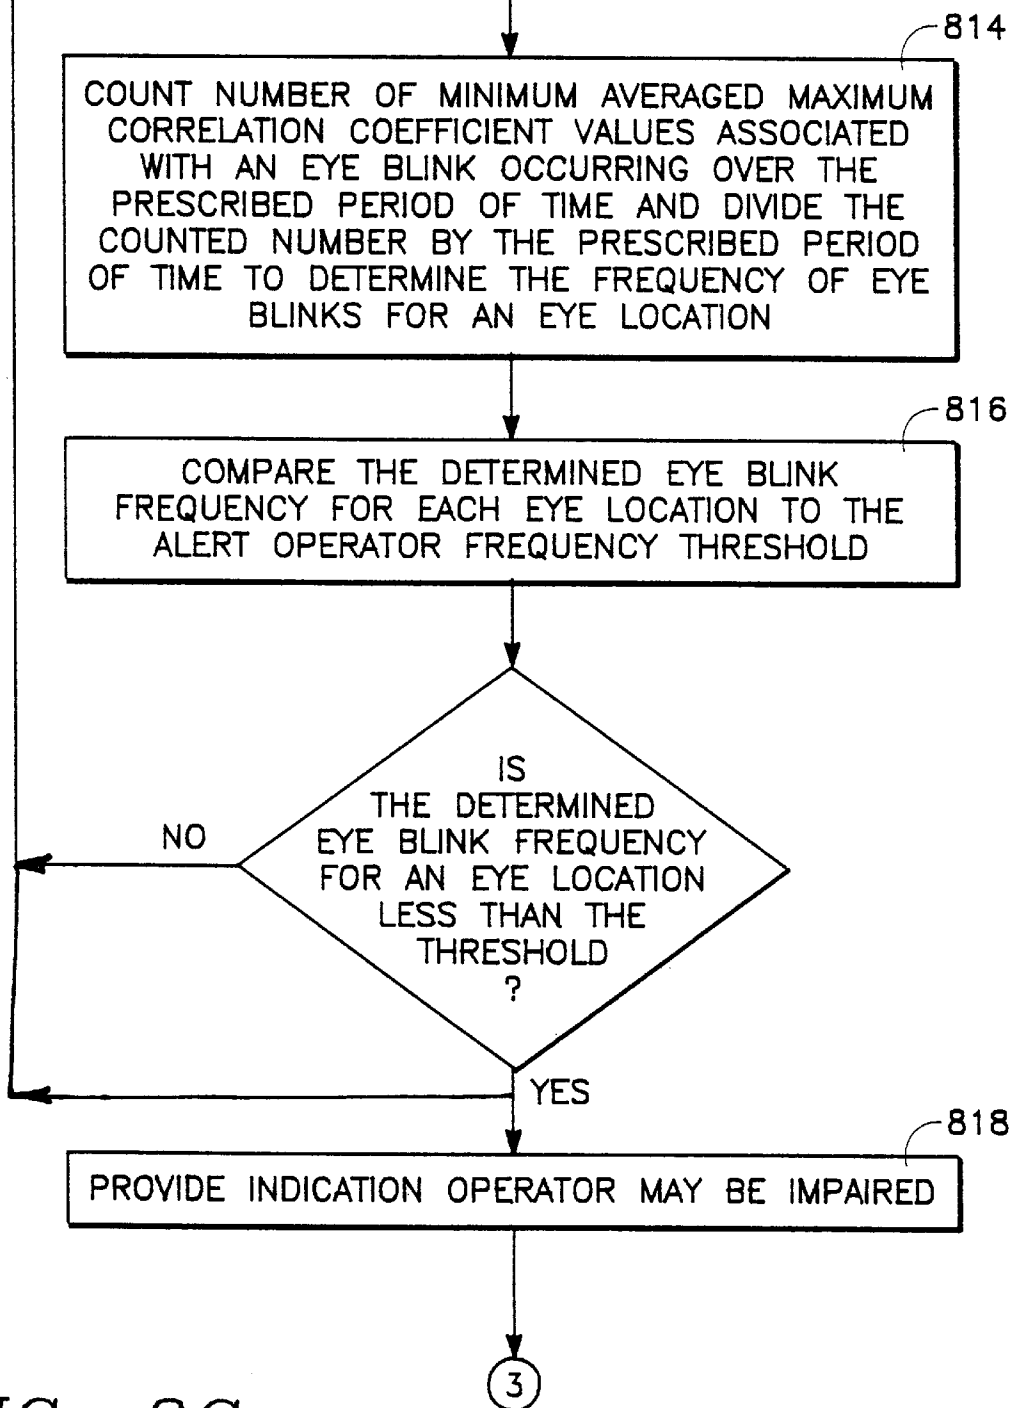 814
COUNT NUMBER OF MINIMUM AVERAGED MAXIMUM
CORRELATION COEFFICIENT VALUES ASSOCIATED
WITH AN EYE BLINK OCCURRING OVER THE
PRESCRIBED PERIOD OF TIME AND DIVIDE THE
COUNTED NUMBER BY THE PRESCRIBED PERIOD
OF TIME TO DETERMINE THE FREQUENCY OF EYE
BLINKS FOR AN EYE LOCATION
816
COMPARE THE DETERMINED EYE BLINK
FREQUENCY FOR EACH EYE LOCATION TO THE
ALERT OPERATOR FREQUENCY THRESHOLD
IS
THE DETERMINED
EYE BLINK FREQUENCY
FOR AN EYE LOCATION
LESS THAN THE
THRESHOLD
?
NO
YES
818
PROVIDE INDICATION OPERATOR MAY BE IMPAIRED
3